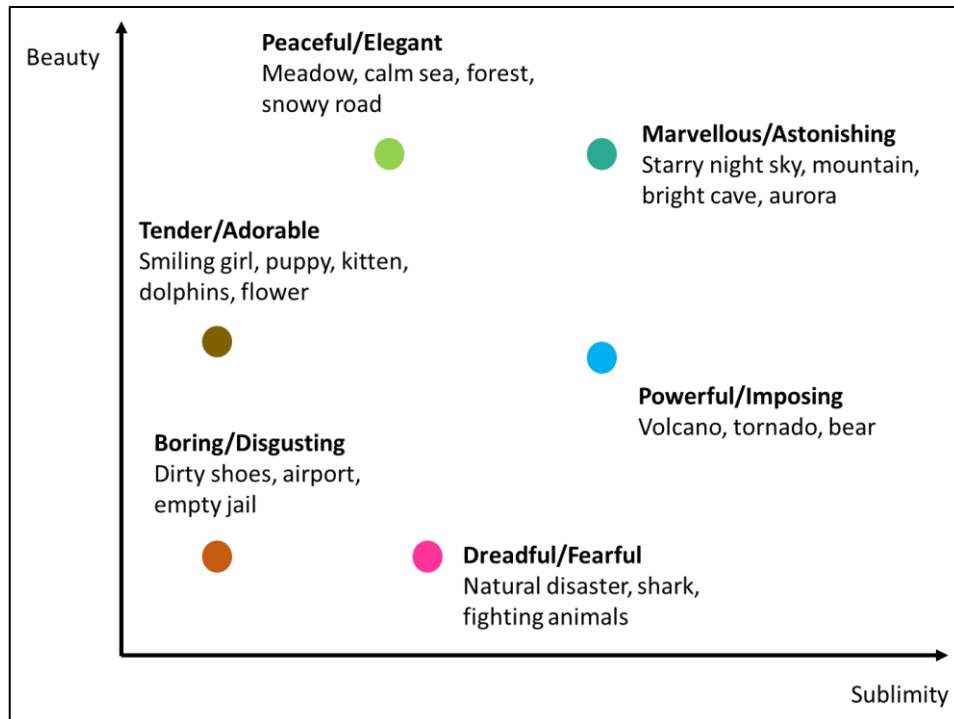 Beauty
Peaceful/Elegant
Meadow, calm sea, forest,
snowy road
Marvellous/Astonishing
Starry night sky, mountain,
bright cave, aurora
Tender/Adorable
Smiling girl, puppy, kitten,
dolphins, flower
Powerful/Imposing
Volcano, tornado, bear
Boring/Disgusting
Dirty shoes, airport,
empty jail
Dreadful/Fearful
Natural disaster, shark,
fighting animals
Sublimity